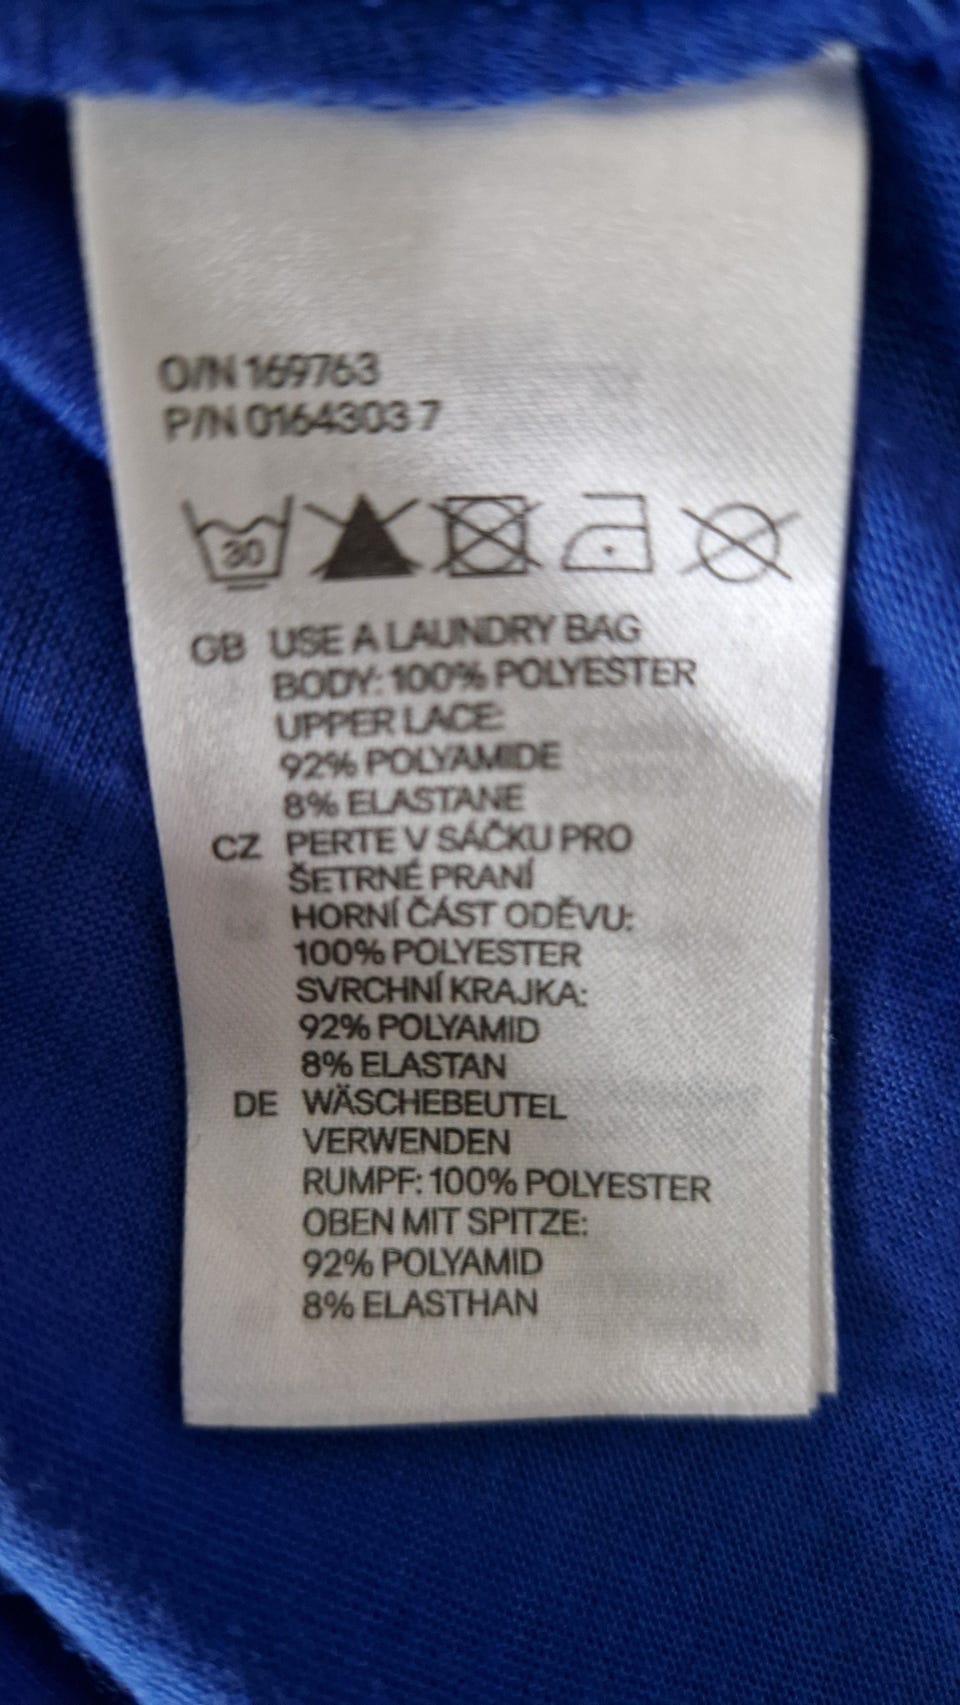 O/N 169763
P/N 0164303 7
30
GB USE A LAUNDRY BAG
BODY: 100% POLYESTER
UPPER LACE:
92% POLYAMIDE
8% ELASTANE
CZ PERTE V SÁČKU PRO
ŠETRNÉ PRANÍ
HORNÍ ČÁST ODĚVU:
100% POLYESTER
SVRCHNÍ KRAJKA:
92% POLYAMID
8% ELASTAN
DE WÄSCHEBEUTEL
VERWENDEN
RUMPF: 100% POLYESTER
OBEN MIT SPITZE:
92% POLYAMID
8% ELASTHAN